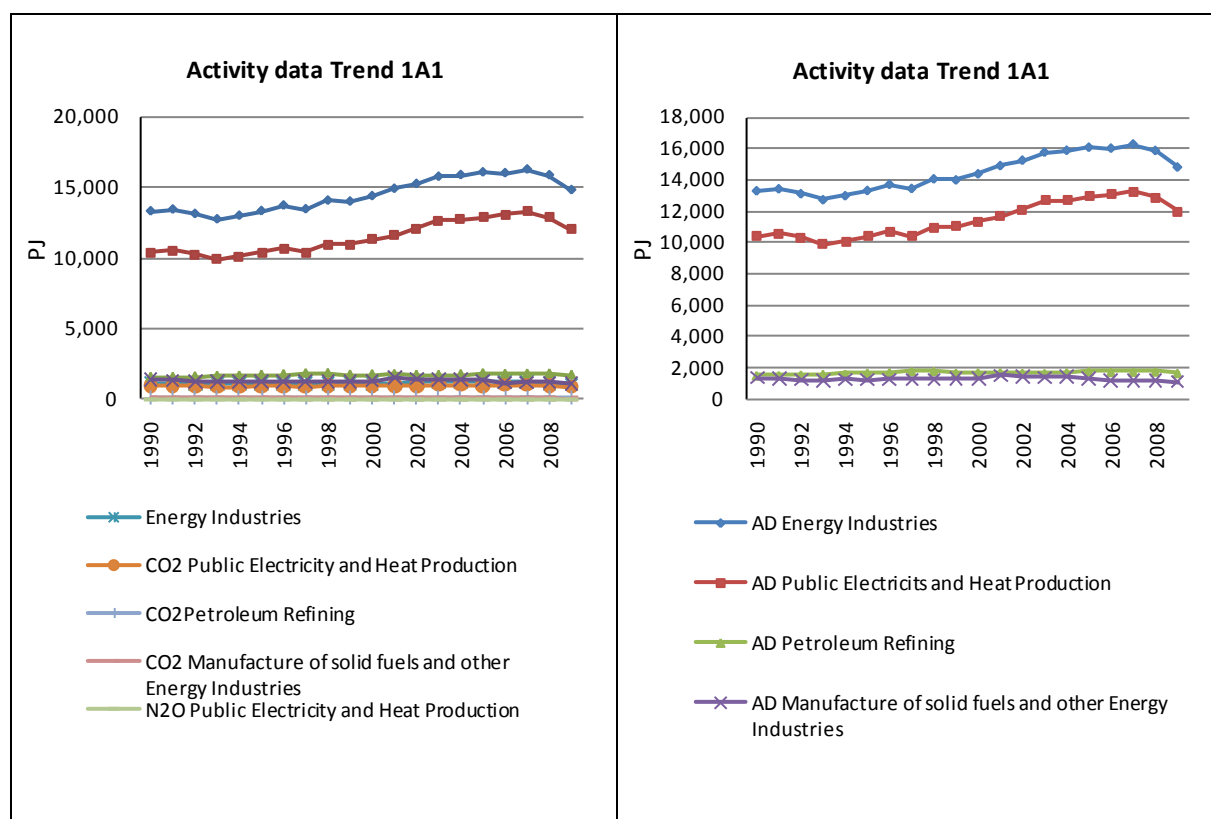 Activity data Trend 1A1
20,000
15,000
10,000
5,000
0
PJ
1990
1992
1994
1996
1998
2000
2002
2004
2006
2008
Energy Industries
CO2 Public Electricity and Heat Production
CO2Petroleum Refining
CO2 Manufacture of solid fuels and other
Energy Industries
N2O Public Electricity and Heat Production
Activity data Trend 1A1
18,000
16,000
14,000
12,000
10,000
8,000
6,000
4,000
2,000
0
PJ
1990
1992
1994
1996
1998
2000
2002
2004
2006
2008
AD Energy Industries
AD Public Electricits and Heat Production
AD Petroleum Refining
AD Manufacture of solid fuels and other Energy
Industries